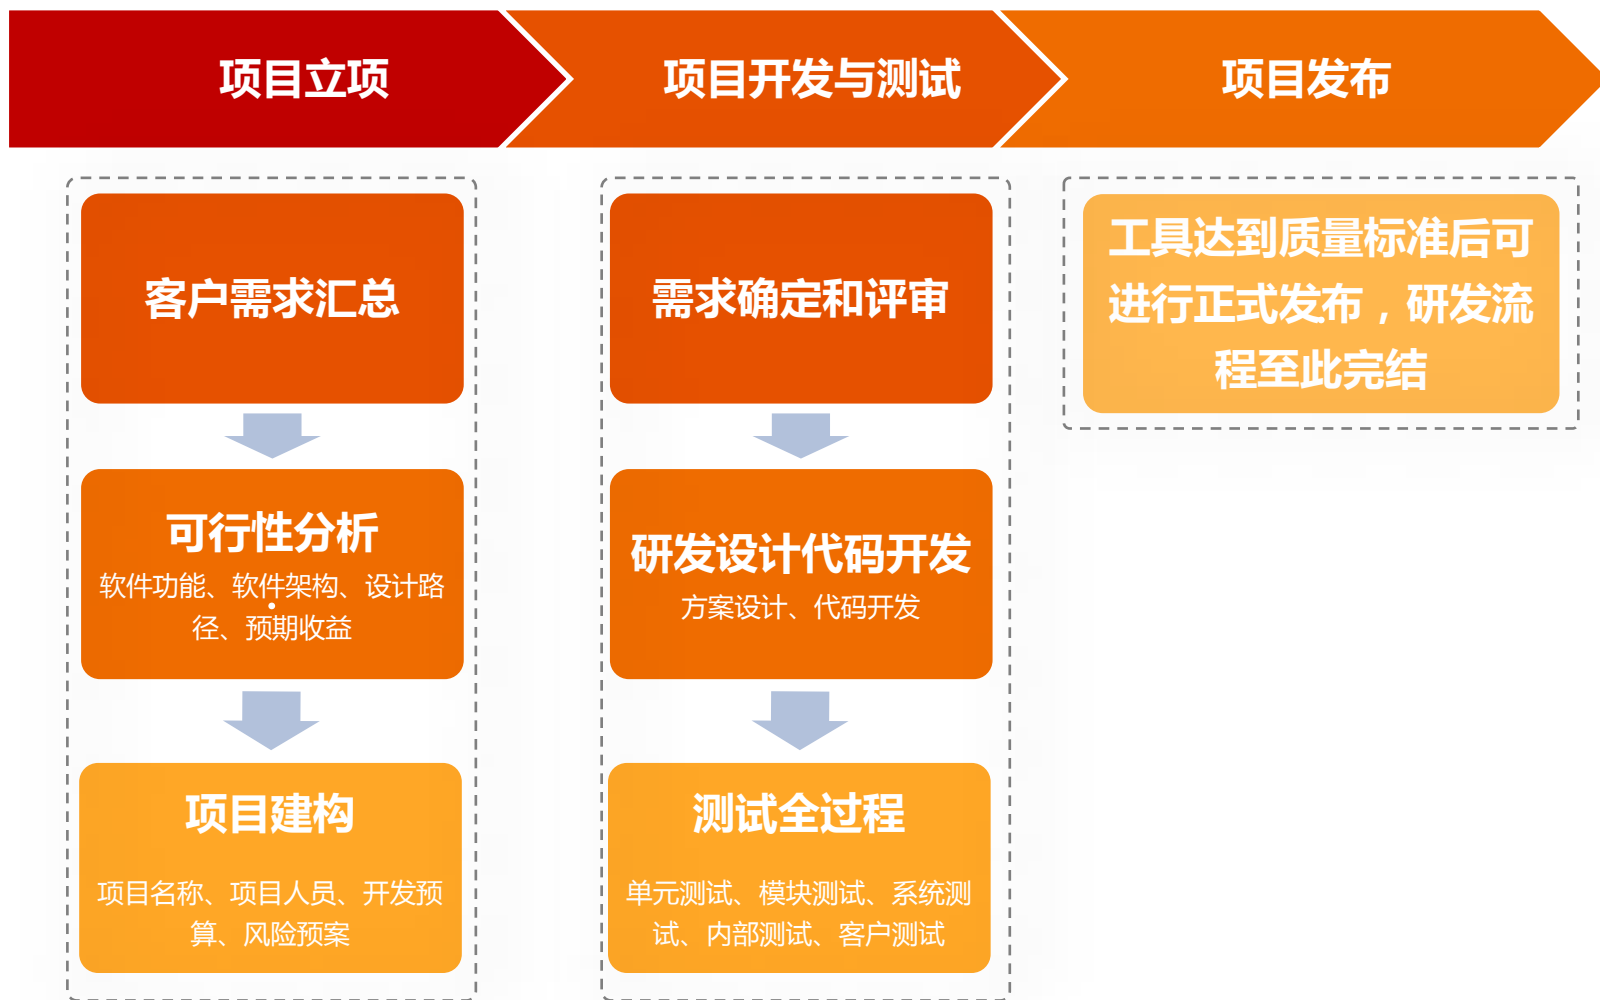 项目立项
项目开发与测试
项目发布
客户需求汇总
可行性分析
软件功能、软件架构、设计路
径、预期收益
项目建构
项目名称、项目人员、开发预
算、风险预案
需求确定和评审
研发设计代码开发
方案设计、代码开发
测试全过程
单元测试、模块测试、系统测
试、内部测试、客户测试
工具达到质量标准后可
进行正式发布，研发流
程至此完结